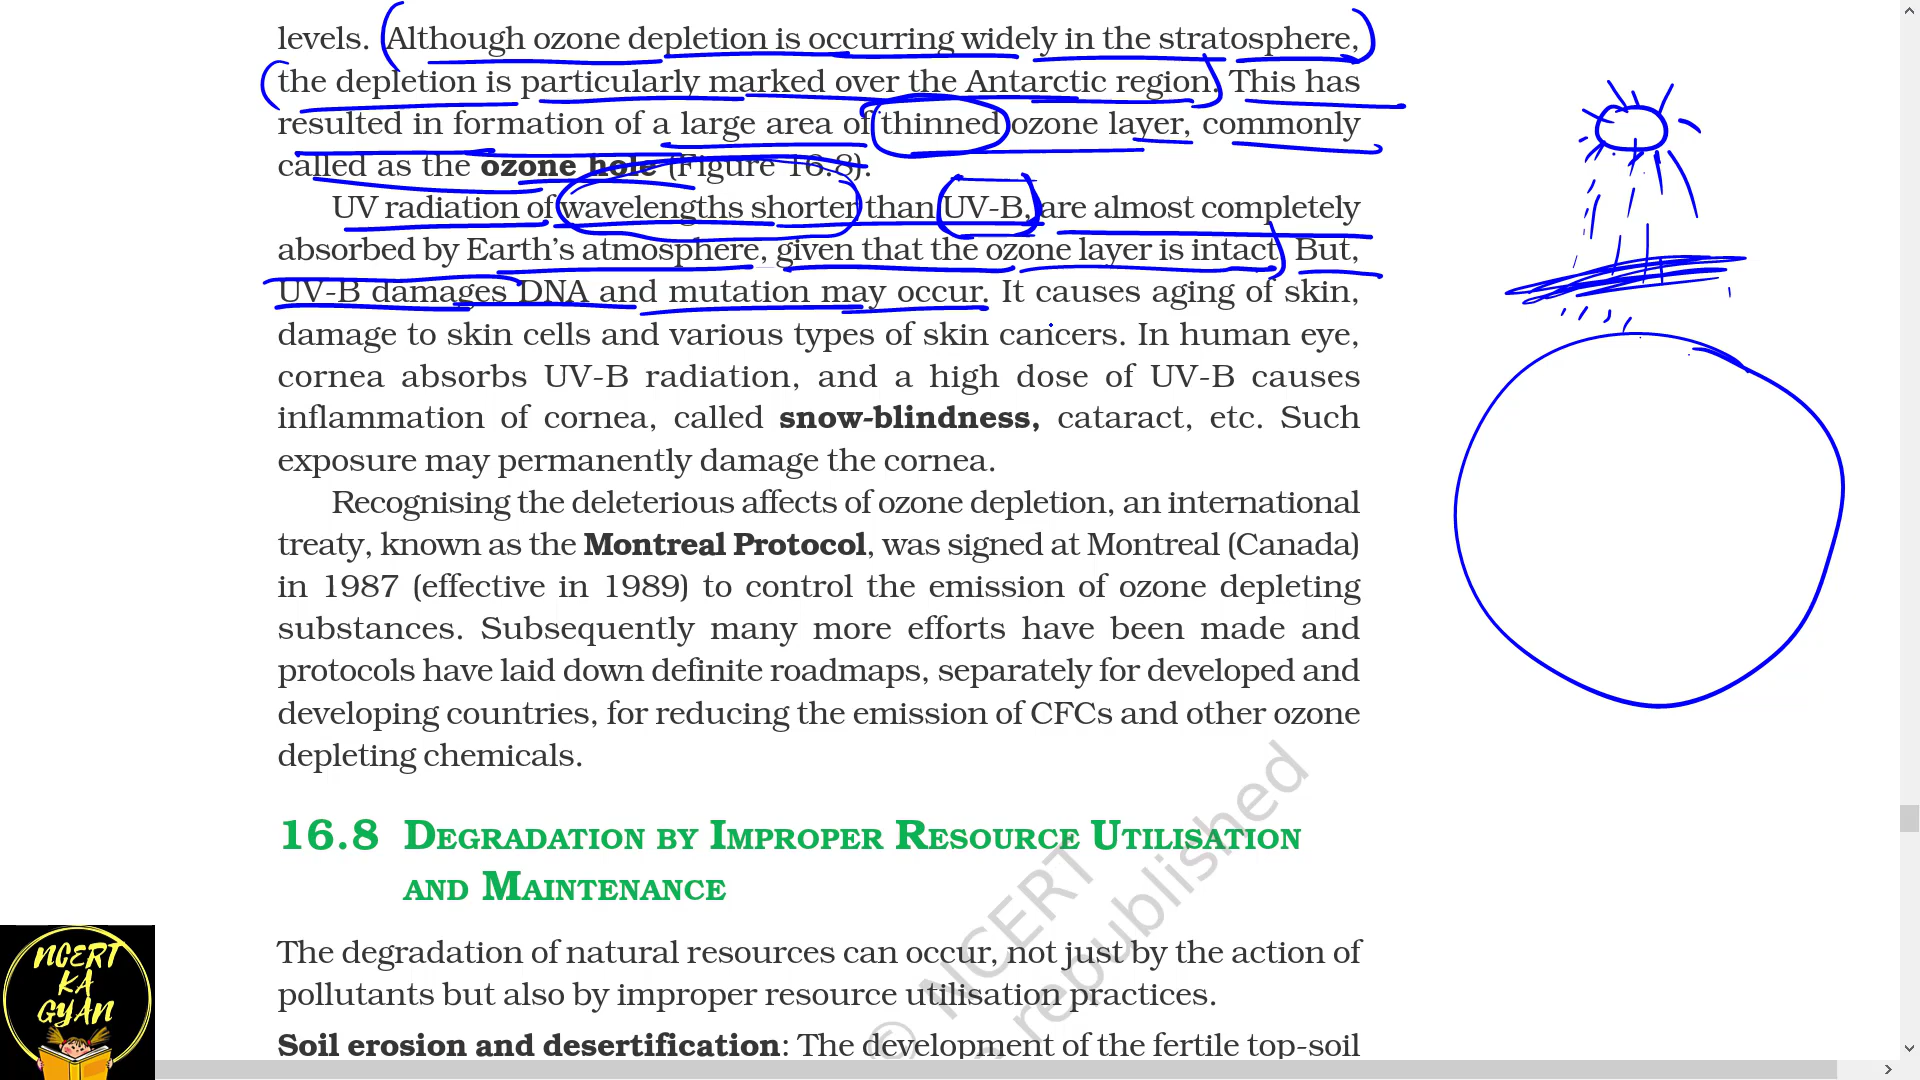 levels. Although ozone depletion is occurring widely in the stratosphere,
the depletion is particularly marked over the Antarctic region. This has
resulted in formation of a large area of thinned ozone layer, commonly
called as the ozone hole (Figure 16.8).
UV radiation of wavelengths shorter than UV-B, are almost completely
absorbed by Earth’s atmosphere, given that the ozone layer is intact. But,
UV-B damages DNA and mutation may occur. It causes aging of skin,
damage to skin cells and various types of skin cancers. In human eye,
cornea absorbs UV-B radiation, and a high dose of UV-B causes
inflammation of cornea, called snow-blindness, cataract, etc. Such
exposure may permanently damage the cornea.
Recognising the deleterious affects of ozone depletion, an international
treaty, known as the Montreal Protocol, was signed at Montreal (Canada)
in 1987 (effective in 1989) to control the emission of ozone depleting
substances. Subsequently many more efforts have been made and
protocols have laid down definite roadmaps, separately for developed and
developing countries, for reducing the emission of CFCs and other ozone
depleting chemicals.
16.8 DEGRADATION BY IMPROPER RESOURCE UTILISATION
AND MAINTENANCE
The degradation of natural resources can occur, not just by the action of
pollutants but also by improper resource utilisation practices.
Soil erosion and desertification: The development of the fertile top-soil
© NCERT
republished
NCERT
KA
GYAN